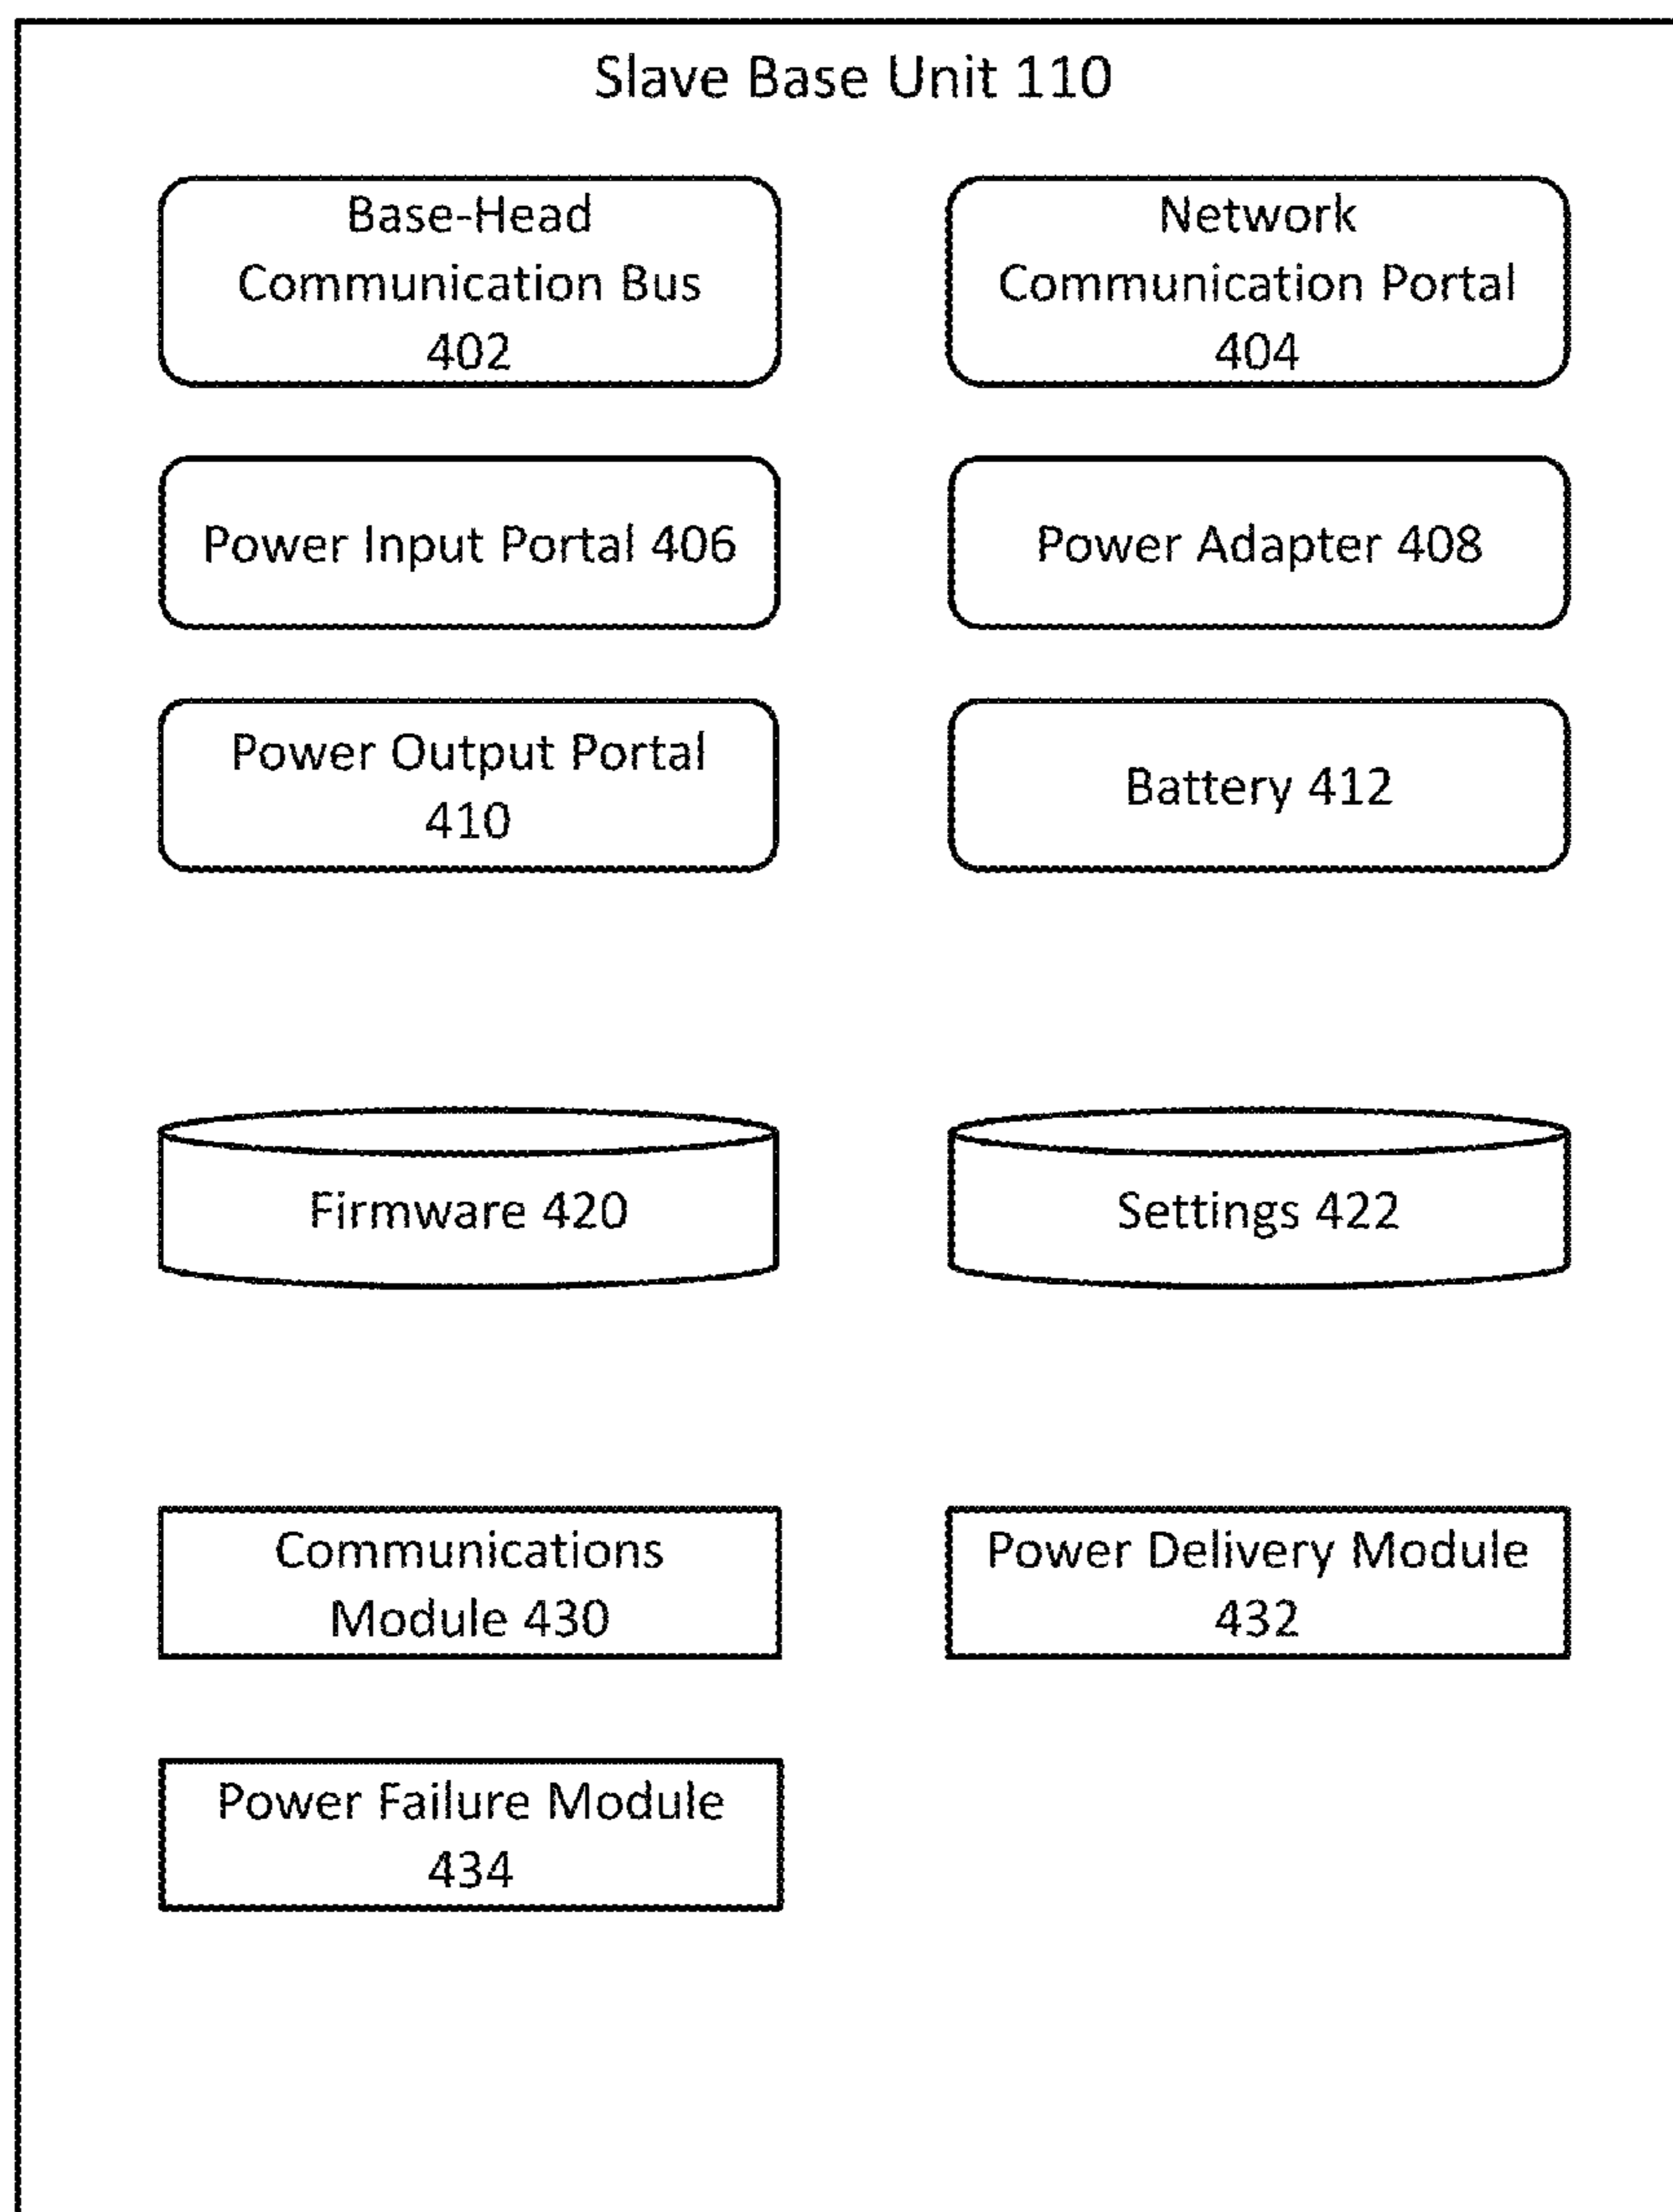 Slave Base Unit 110
Base-Head
Communication Bus
402
Network
Communication Portal
404
Power Input Portal 406
Power Adapter 408
Power Output Portal
410
Battery 412
Firmware 420
Settings 422
Communications
Module 430
Power Delivery Module
432
Power Failure Module
434